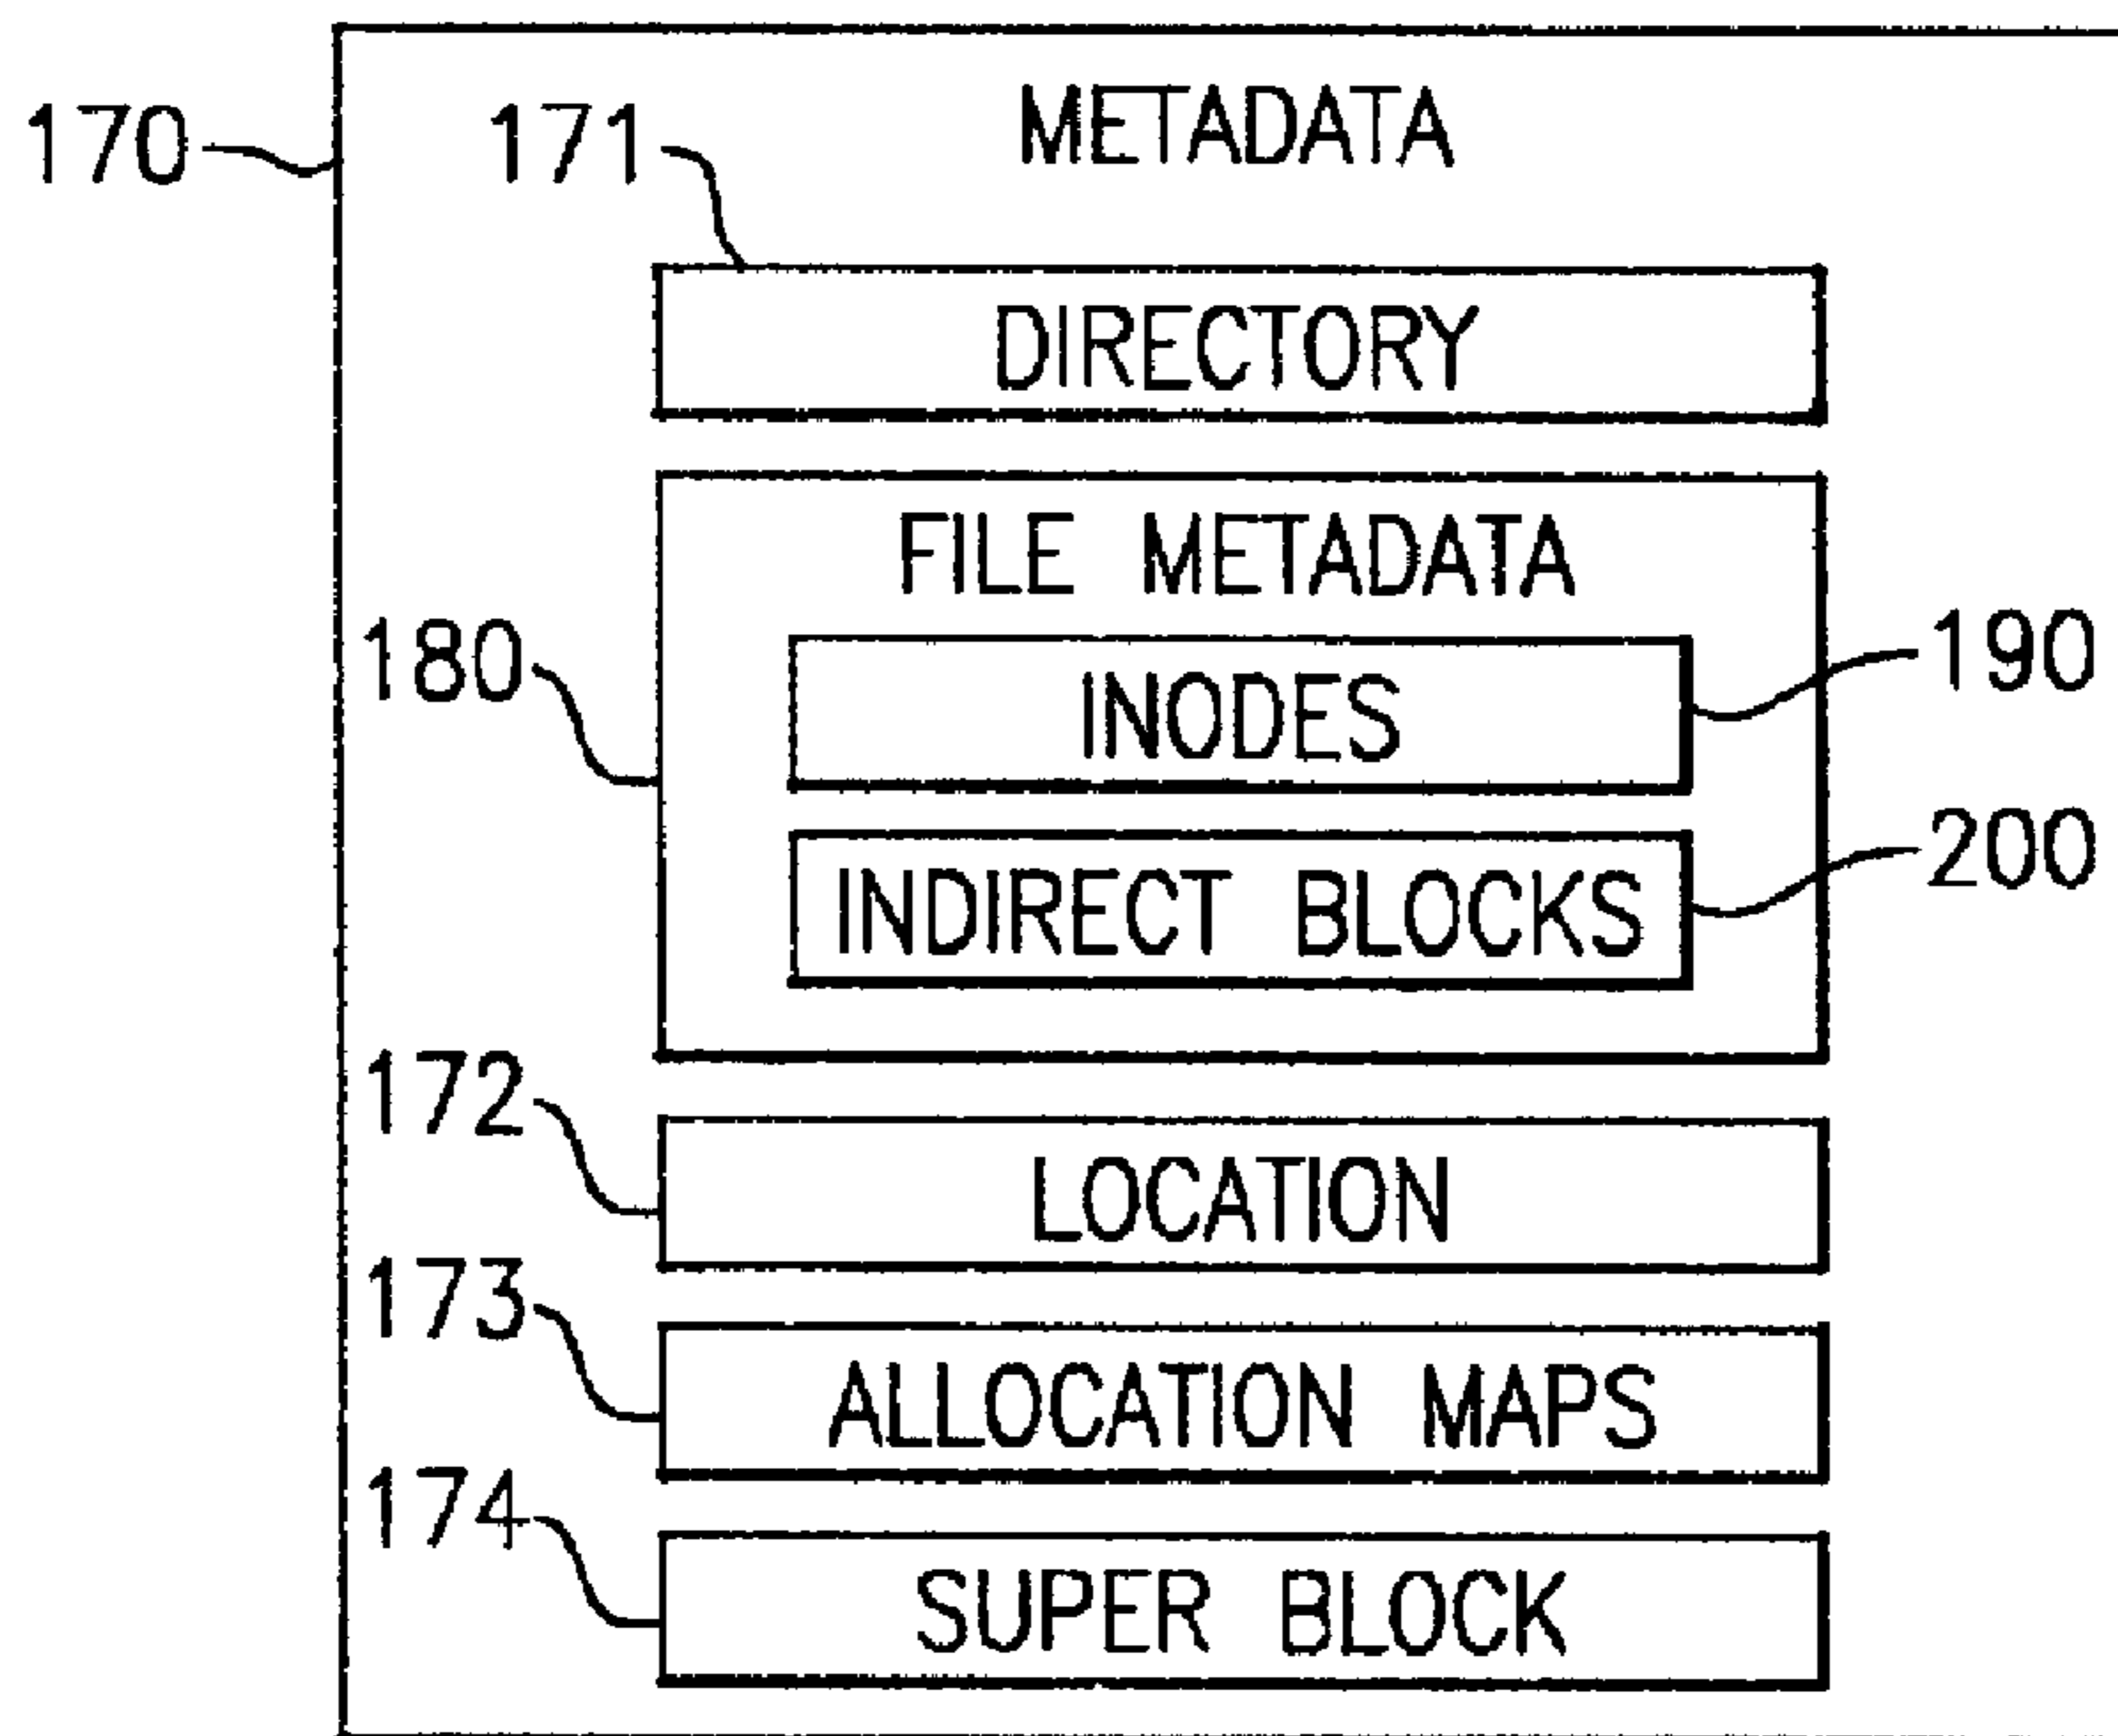 170 171 METADATA
DIRECTORY
FILE METADATA
180 INODES 190
INDIRECT BLOCKS 200
172 LOCATION
173 ALLOCATION MAPS
174 SUPER BLOCK